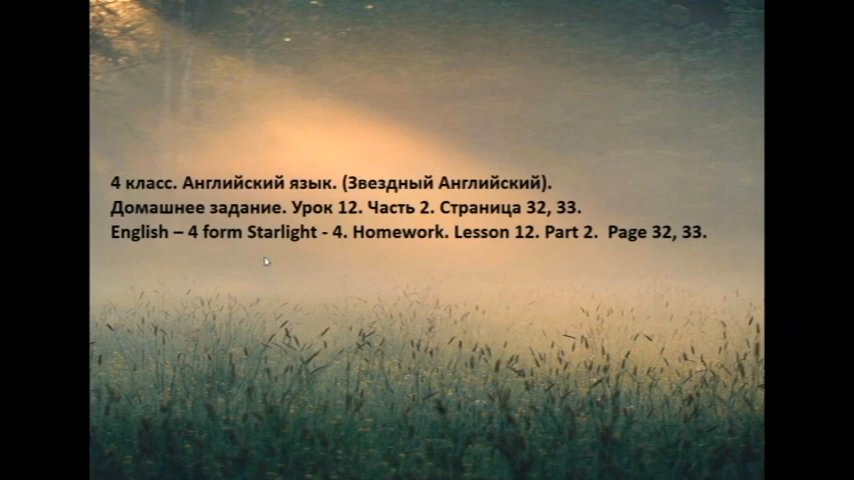 4 класс. Английский язык. (Звездный Английский).
Домашнее задание. Урок 12. Часть 2. Страница 32, 33.
English – 4 form Starlight - 4. Homework. Lesson 12. Part 2.  Page 32, 33.